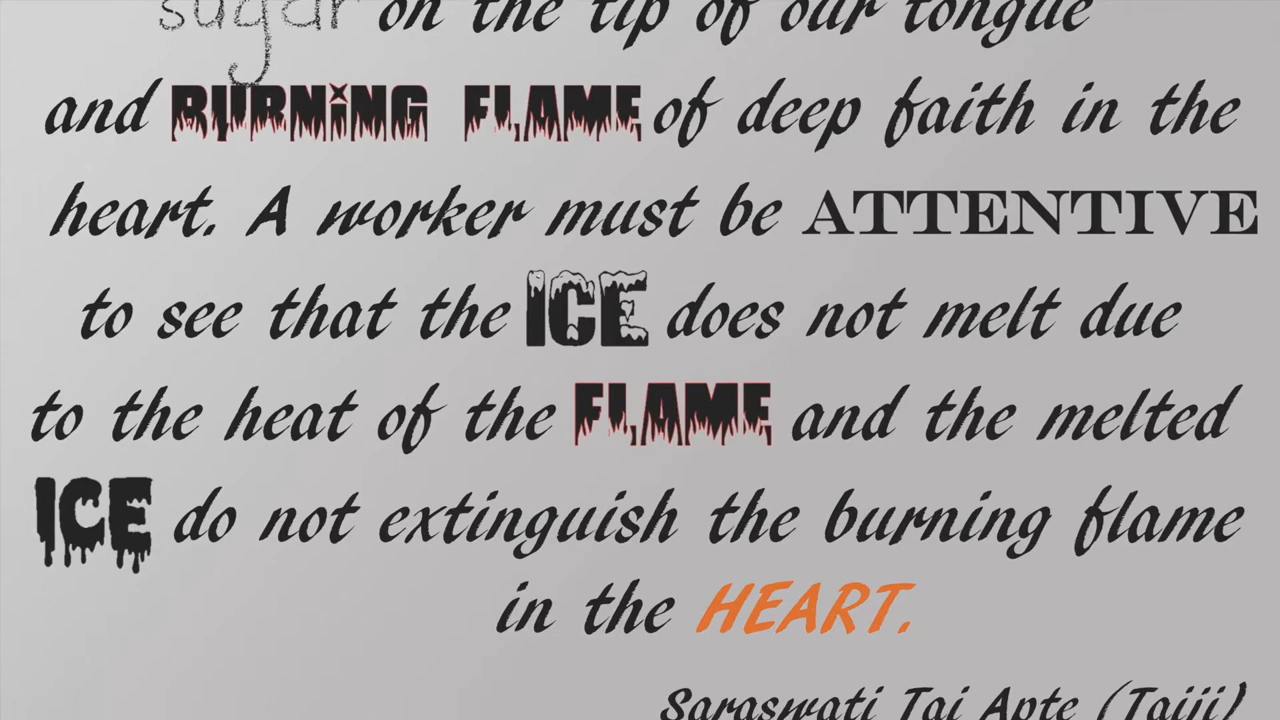 sugar on the tip of our tongue
and BURNiNG FLAME of deep faith in the
heart. A worker must be ATTENTIVE
to see that the ICE does not melt due
to the heat of the FLAME and the melted
ICE do not extinguish the burning flame
in the HEART.
Saraswati Tai Apte (Taiji)